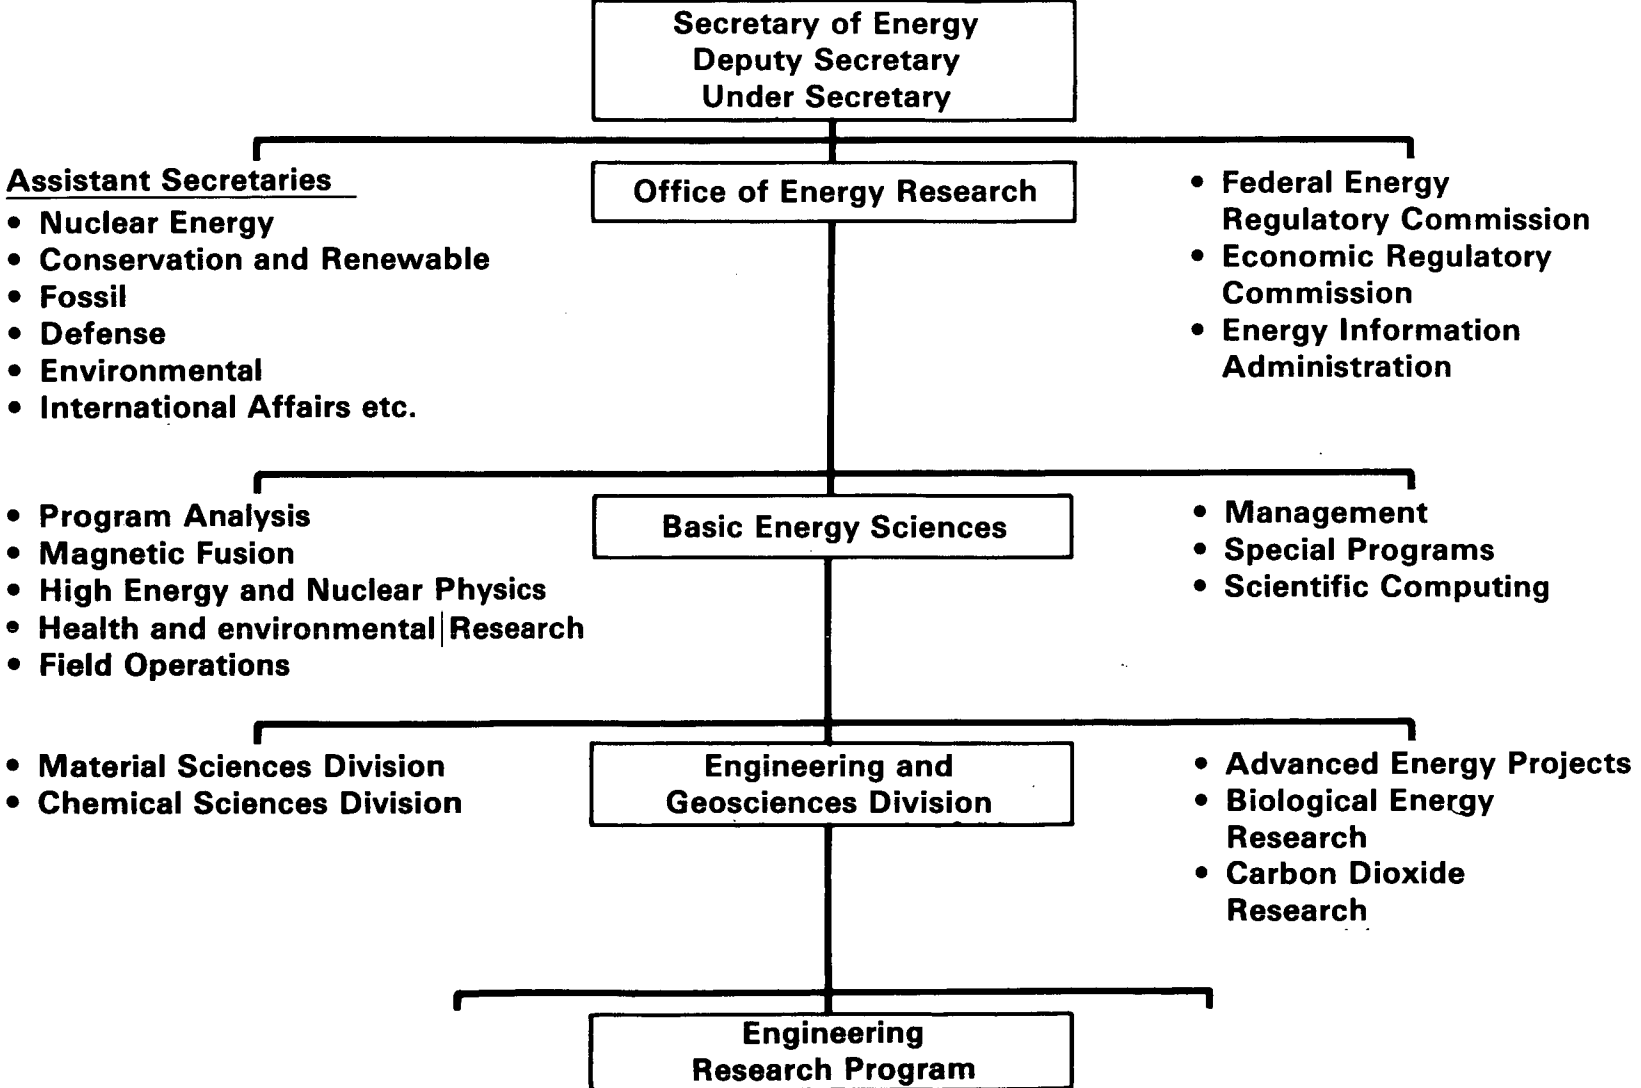 Secretary of Energy
Deputy Secretary
Under Secretary
Assistant Secretaries
• Nuclear Energy
• Conservation and Renewable
• Fossil
• Defense
• Environmental
• International Affairs etc.
Office of Energy Research
• Federal Energy
Regulatory Commission
• Economic Regulatory
Commission
• Energy Information
Administration
• Program Analysis
• Magnetic Fusion
• High Energy and Nuclear Physics
• Health and environmental Research
• Field Operations
Basic Energy Sciences
• Management
• Special Programs
• Scientific Computing
• Material Sciences Division
• Chemical Sciences Division
Engineering and
Geosciences Division
• Advanced Energy Projects
• Biological Energy
Research
• Carbon Dioxide
Research
Engineering
Research Program